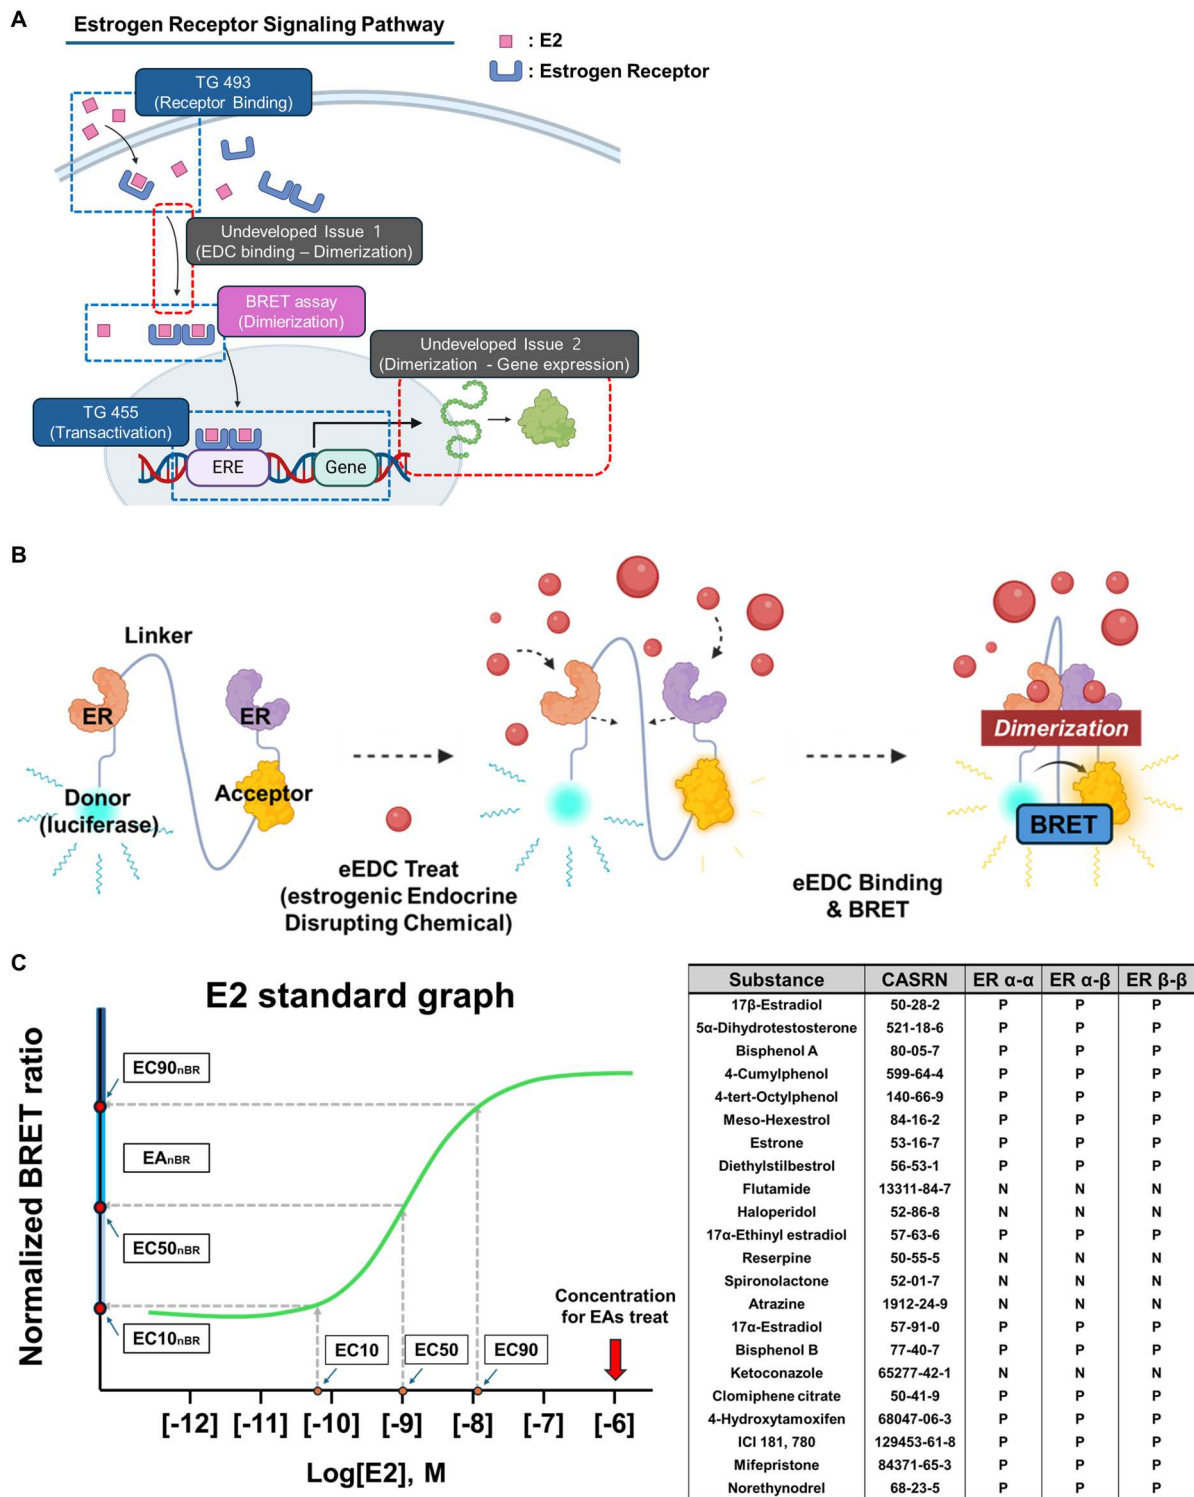 A
Estrogen Receptor Signaling Pathway
: E2
: Estrogen Receptor
TG 493
(Receptor Binding)
Undeveloped Issue 1
(EDC binding – Dimerization)
BRET assay
(Dimierization)
Undeveloped Issue 2
(Dimerization - Gene expression)
TG 455
(Transactivation)
ERE
Gene
B
Linker
ER
ER
Donor
(luciferase)
Acceptor
eEDC Treat
(estrogenic Endocrine
Disrupting Chemical)
eEDC Binding
& BRET
Dimerization
BRET
C
E2 standard graph
Normalized BRET ratio
EC90nBR
EAnBR
EC50nBR
EC10nBR
EC10
EC50
EC90
Concentration
for EAs treat
[-12] [-11] [-10] [-9] [-8] [-7] [-6]
Log[E2], M
Substance CASRN ER α-α ER α-β ER β-β
17β-Estradiol 50-28-2 P P P
5α-Dihydrotestosterone 521-18-6 P P P
Bisphenol A 80-05-7 P P P
4-Cumylphenol 599-64-4 P P P
4-tert-Octylphenol 140-66-9 P P P
Meso-Hexestrol 84-16-2 P P P
Estrone 53-16-7 P P P
Diethylstilbestrol 56-53-1 P P P
Flutamide 13311-84-7 N N N
Haloperidol 52-86-8 N N N
17α-Ethinyl estradiol 57-63-6 P P P
Reserpine 50-55-5 N N N
Spironolactone 52-01-7 N N N
Atrazine 1912-24-9 N N N
17α-Estradiol 57-91-0 P P P
Bisphenol B 77-40-7 P P P
Ketoconazole 65277-42-1 N N N
Clomiphene citrate 50-41-9 P P P
4-Hydroxytamoxifen 68047-06-3 P P P
ICI 181, 780 129453-61-8 P P P
Mifepristone 84371-65-3 P P P
Norethynodrel 68-23-5 P P P